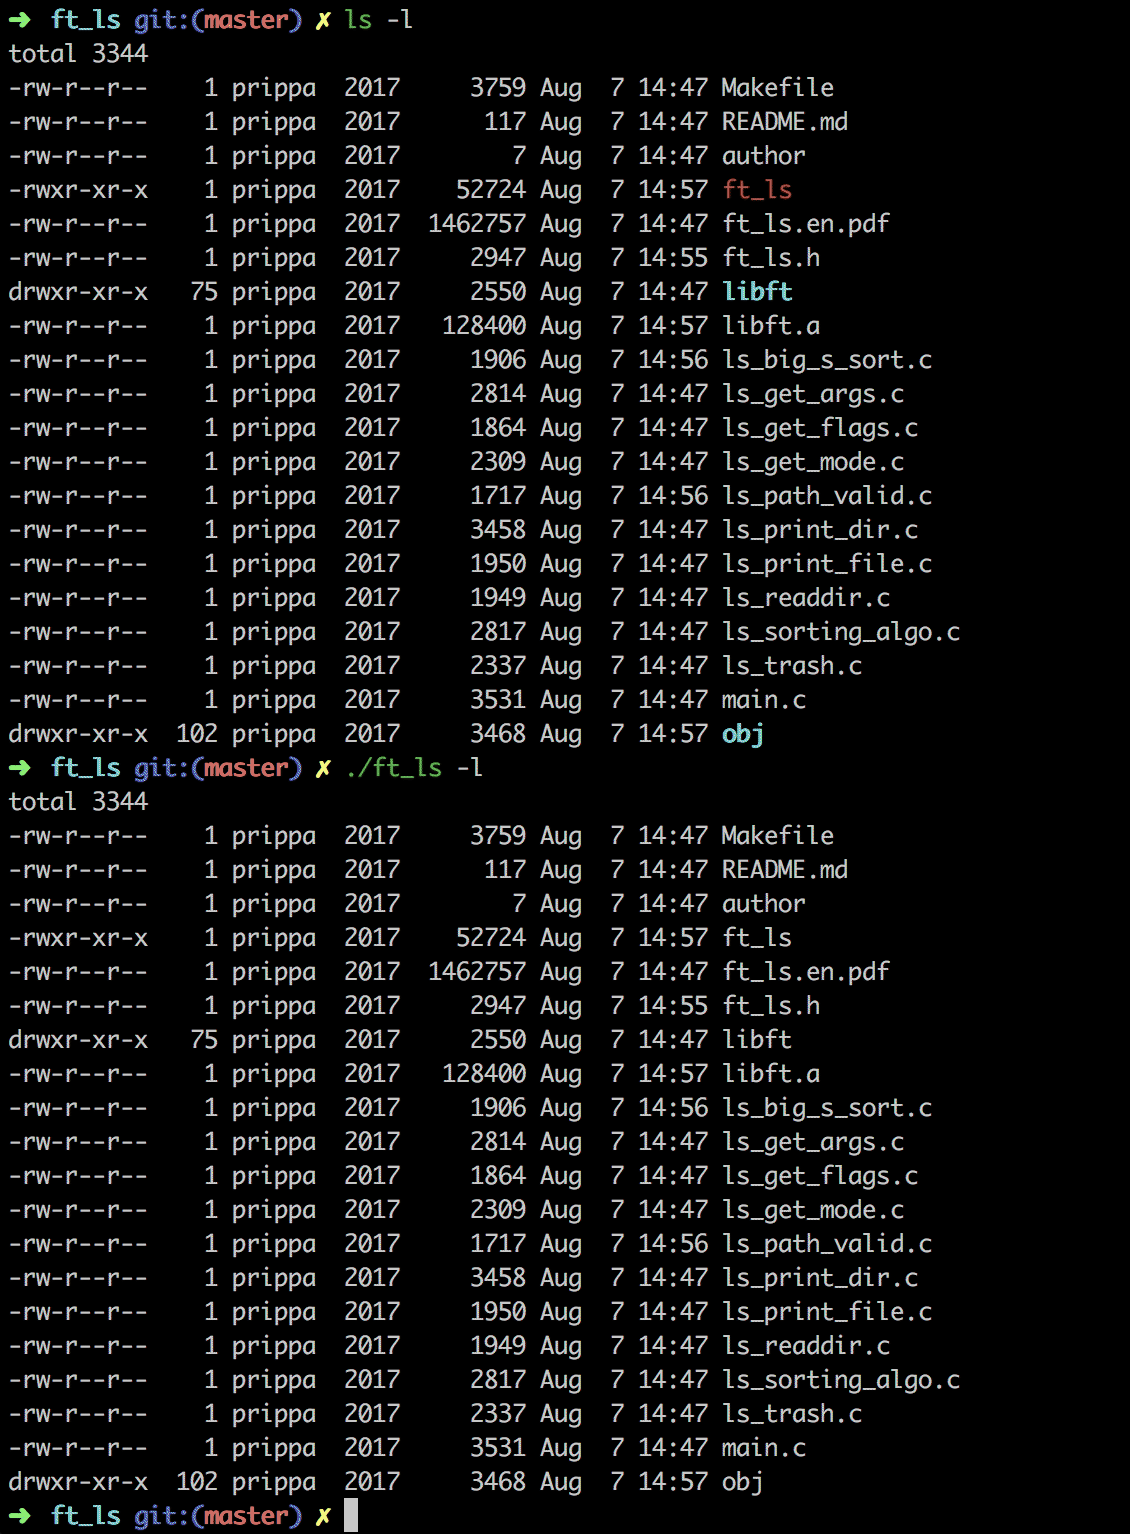 ➜  ft_ls git:(master) ✗ ls -l
total 3344
-rw-r--r--    1 prippa  2017     3759 Aug  7 14:47 Makefile
-rw-r--r--    1 prippa  2017      117 Aug  7 14:47 README.md
-rw-r--r--    1 prippa  2017        7 Aug  7 14:47 author
-rwxr-xr-x    1 prippa  2017    52724 Aug  7 14:57 ft_ls
-rw-r--r--    1 prippa  2017  1462757 Aug  7 14:47 ft_ls.en.pdf
-rw-r--r--    1 prippa  2017     2947 Aug  7 14:55 ft_ls.h
drwxr-xr-x   75 prippa  2017     2550 Aug  7 14:47 libft
-rw-r--r--    1 prippa  2017   128400 Aug  7 14:57 libft.a
-rw-r--r--    1 prippa  2017     1906 Aug  7 14:56 ls_big_s_sort.c
-rw-r--r--    1 prippa  2017     2814 Aug  7 14:47 ls_get_args.c
-rw-r--r--    1 prippa  2017     1864 Aug  7 14:47 ls_get_flags.c
-rw-r--r--    1 prippa  2017     2309 Aug  7 14:47 ls_get_mode.c
-rw-r--r--    1 prippa  2017     1717 Aug  7 14:56 ls_path_valid.c
-rw-r--r--    1 prippa  2017     3458 Aug  7 14:47 ls_print_dir.c
-rw-r--r--    1 prippa  2017     1950 Aug  7 14:47 ls_print_file.c
-rw-r--r--    1 prippa  2017     1949 Aug  7 14:47 ls_readdir.c
-rw-r--r--    1 prippa  2017     2817 Aug  7 14:47 ls_sorting_algo.c
-rw-r--r--    1 prippa  2017     2337 Aug  7 14:47 ls_trash.c
-rw-r--r--    1 prippa  2017     3531 Aug  7 14:47 main.c
drwxr-xr-x  102 prippa  2017     3468 Aug  7 14:57 obj
➜  ft_ls git:(master) ✗ ./ft_ls -l
total 3344
-rw-r--r--    1 prippa  2017     3759 Aug  7 14:47 Makefile
-rw-r--r--    1 prippa  2017      117 Aug  7 14:47 README.md
-rw-r--r--    1 prippa  2017        7 Aug  7 14:47 author
-rwxr-xr-x    1 prippa  2017    52724 Aug  7 14:57 ft_ls
-rw-r--r--    1 prippa  2017  1462757 Aug  7 14:47 ft_ls.en.pdf
-rw-r--r--    1 prippa  2017     2947 Aug  7 14:55 ft_ls.h
drwxr-xr-x   75 prippa  2017     2550 Aug  7 14:47 libft
-rw-r--r--    1 prippa  2017   128400 Aug  7 14:57 libft.a
-rw-r--r--    1 prippa  2017     1906 Aug  7 14:56 ls_big_s_sort.c
-rw-r--r--    1 prippa  2017     2814 Aug  7 14:47 ls_get_args.c
-rw-r--r--    1 prippa  2017     1864 Aug  7 14:47 ls_get_flags.c
-rw-r--r--    1 prippa  2017     2309 Aug  7 14:47 ls_get_mode.c
-rw-r--r--    1 prippa  2017     1717 Aug  7 14:56 ls_path_valid.c
-rw-r--r--    1 prippa  2017     3458 Aug  7 14:47 ls_print_dir.c
-rw-r--r--    1 prippa  2017     1950 Aug  7 14:47 ls_print_file.c
-rw-r--r--    1 prippa  2017     1949 Aug  7 14:47 ls_readdir.c
-rw-r--r--    1 prippa  2017     2817 Aug  7 14:47 ls_sorting_algo.c
-rw-r--r--    1 prippa  2017     2337 Aug  7 14:47 ls_trash.c
-rw-r--r--    1 prippa  2017     3531 Aug  7 14:47 main.c
drwxr-xr-x  102 prippa  2017     3468 Aug  7 14:57 obj
➜  ft_ls git:(master) ✗